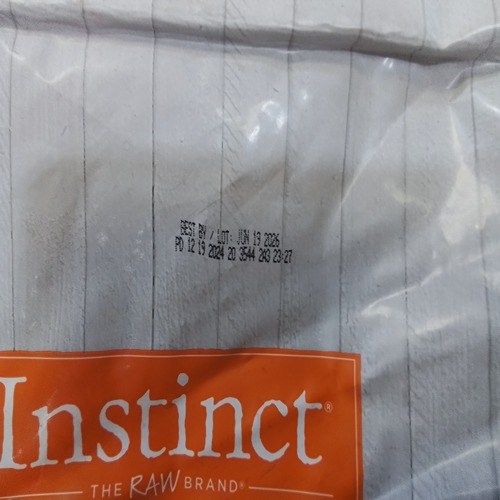 BEST BY / LOT: JUN 19 2026
PD 12 19 2024 20 3544 2A3 23:27
Instinct®
THE RAW BRAND®